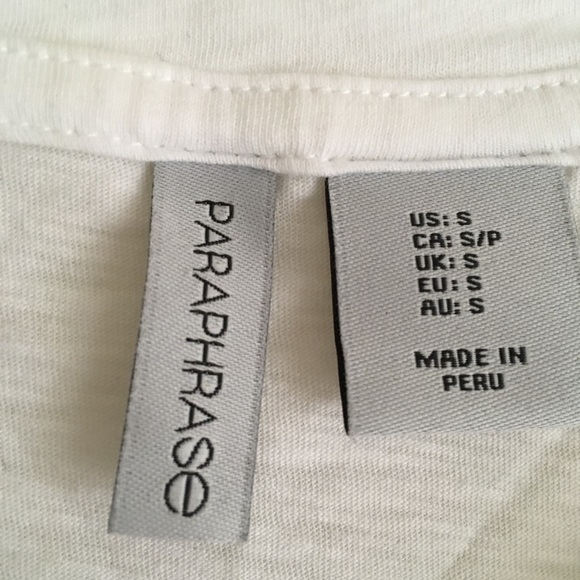 PARAPHRASE
US: S
CA: S/P
UK: S
EU: S
AU: S
MADE IN
PERU